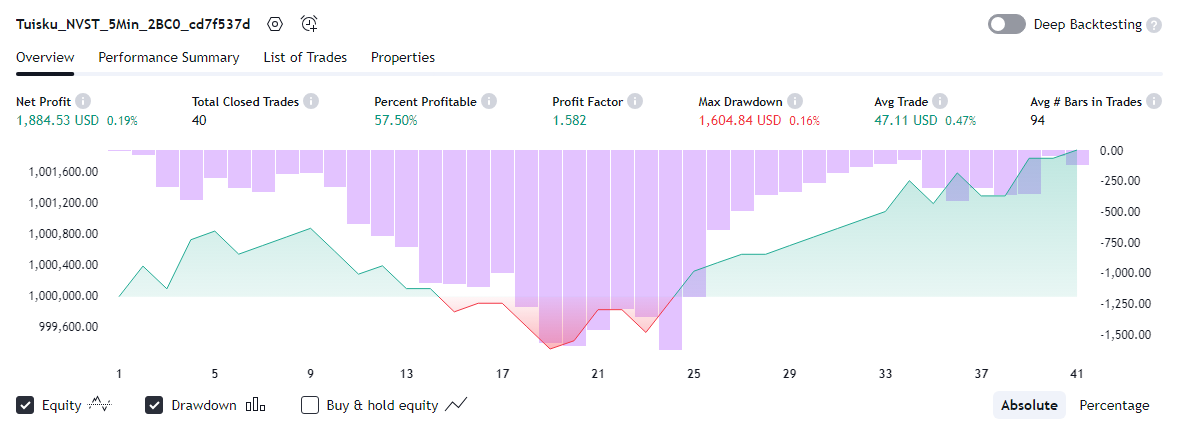 Tuisku_NVST_5Min_2BC0_cd7f537d
Deep Backtesting ?
Overview Performance Summary List of Trades Properties
Net Profit Total Closed Trades Percent Profitable Profit Factor Max Drawdown Avg Trade Avg # Bars in Trades
1,884.53 USD 0.19% 40 57.50% 1.582 1,604.84 USD 0.16% 47.11 USD 0.47% 94
0.00
1,001,600.00 -250.00
1,001,200.00 -500.00
1,000,800.00 -750.00
1,000,400.00 -1,000.00
1,000,000.00 -1,250.00
999,600.00 -1,500.00
1 5 9 13 17 21 25 29 33 37 41
Equity Drawdown Buy & hold equity Absolute Percentage